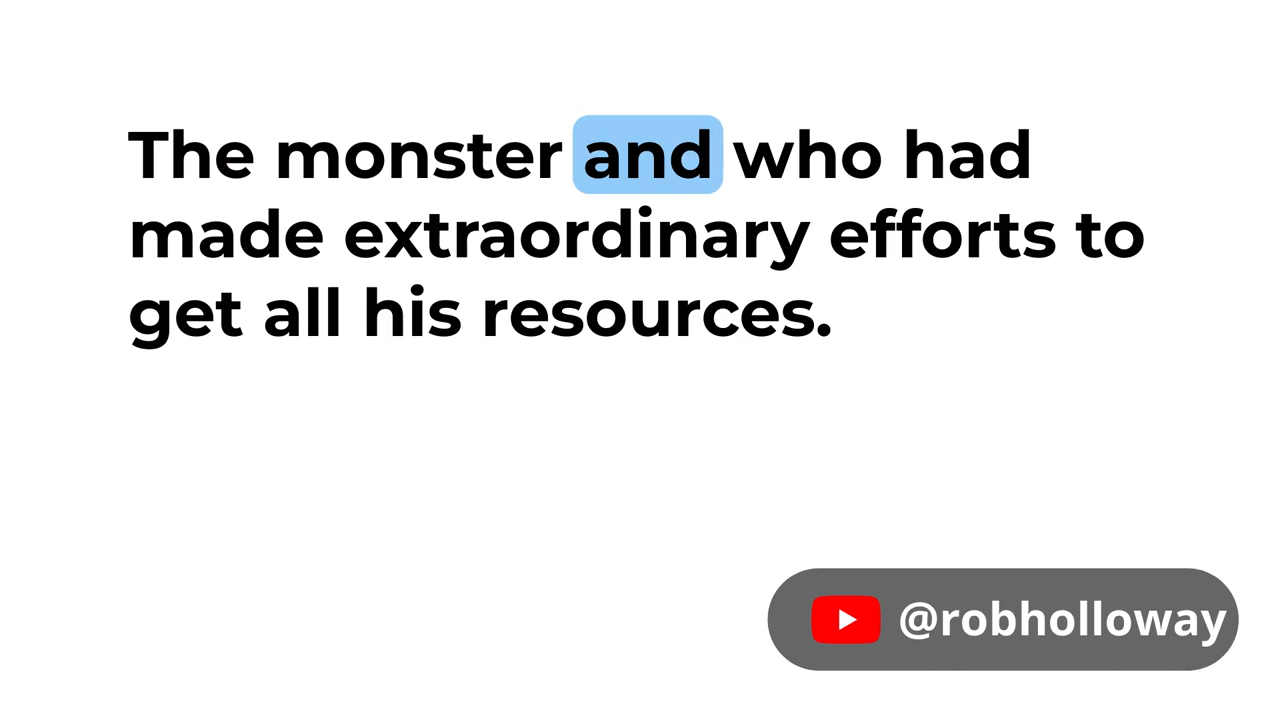 The monster and who had
made extraordinary efforts to
get all his resources.
@robholloway